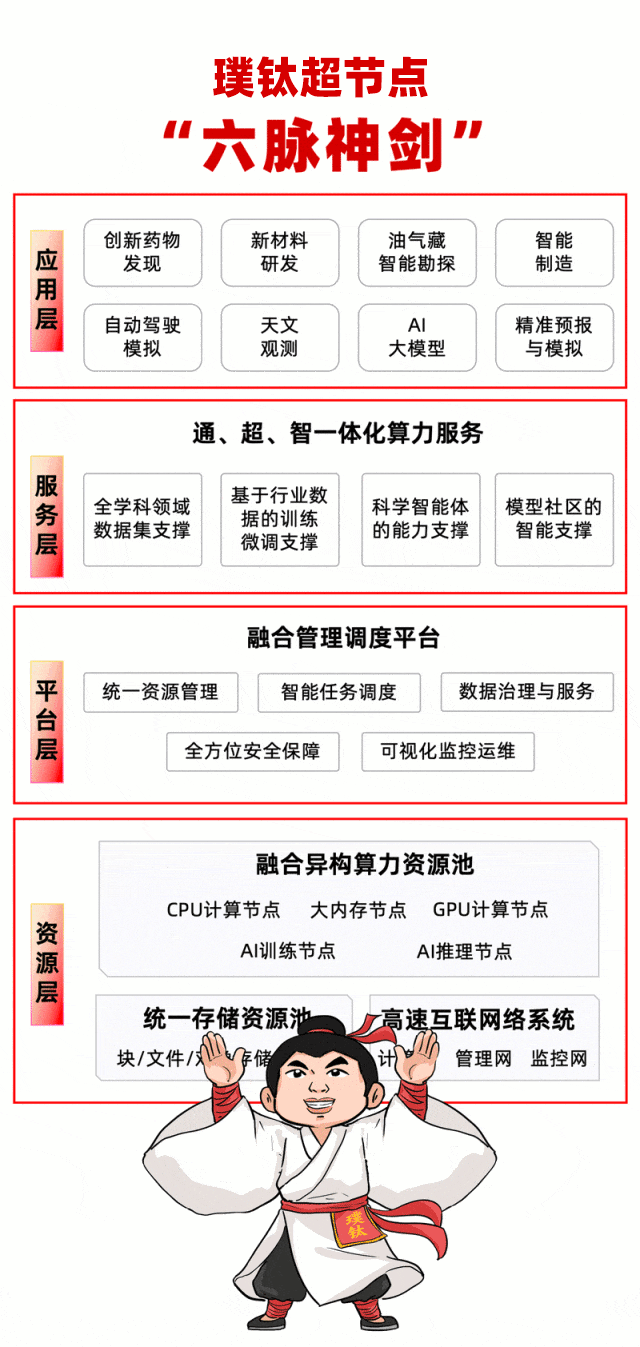 璞钛超节点
“六脉神剑”
应用层
创新药物
发现
新材料
研发
油气藏
智能勘探
智能
制造
自动驾驶
模拟
天文
观测
AI
大模型
精准预报
与模拟
通、超、智一体化算力服务
服务层
全学科领域
数据集支撑
基于行业数
据的训练
微调支撑
科学智能体
的能力支撑
模型社区的
智能支撑
融合管理调度平台
平台层
统一资源管理
智能任务调度
数据治理与服务
全方位安全保障
可视化监控运维
资源层
融合异构算力资源池
CPU计算节点
大内存节点
GPU计算节点
AI训练节点
AI推理节点
统一存储资源池
高速互联网络系统
块/文件/
存储
计
管理网
监控网
璞钛